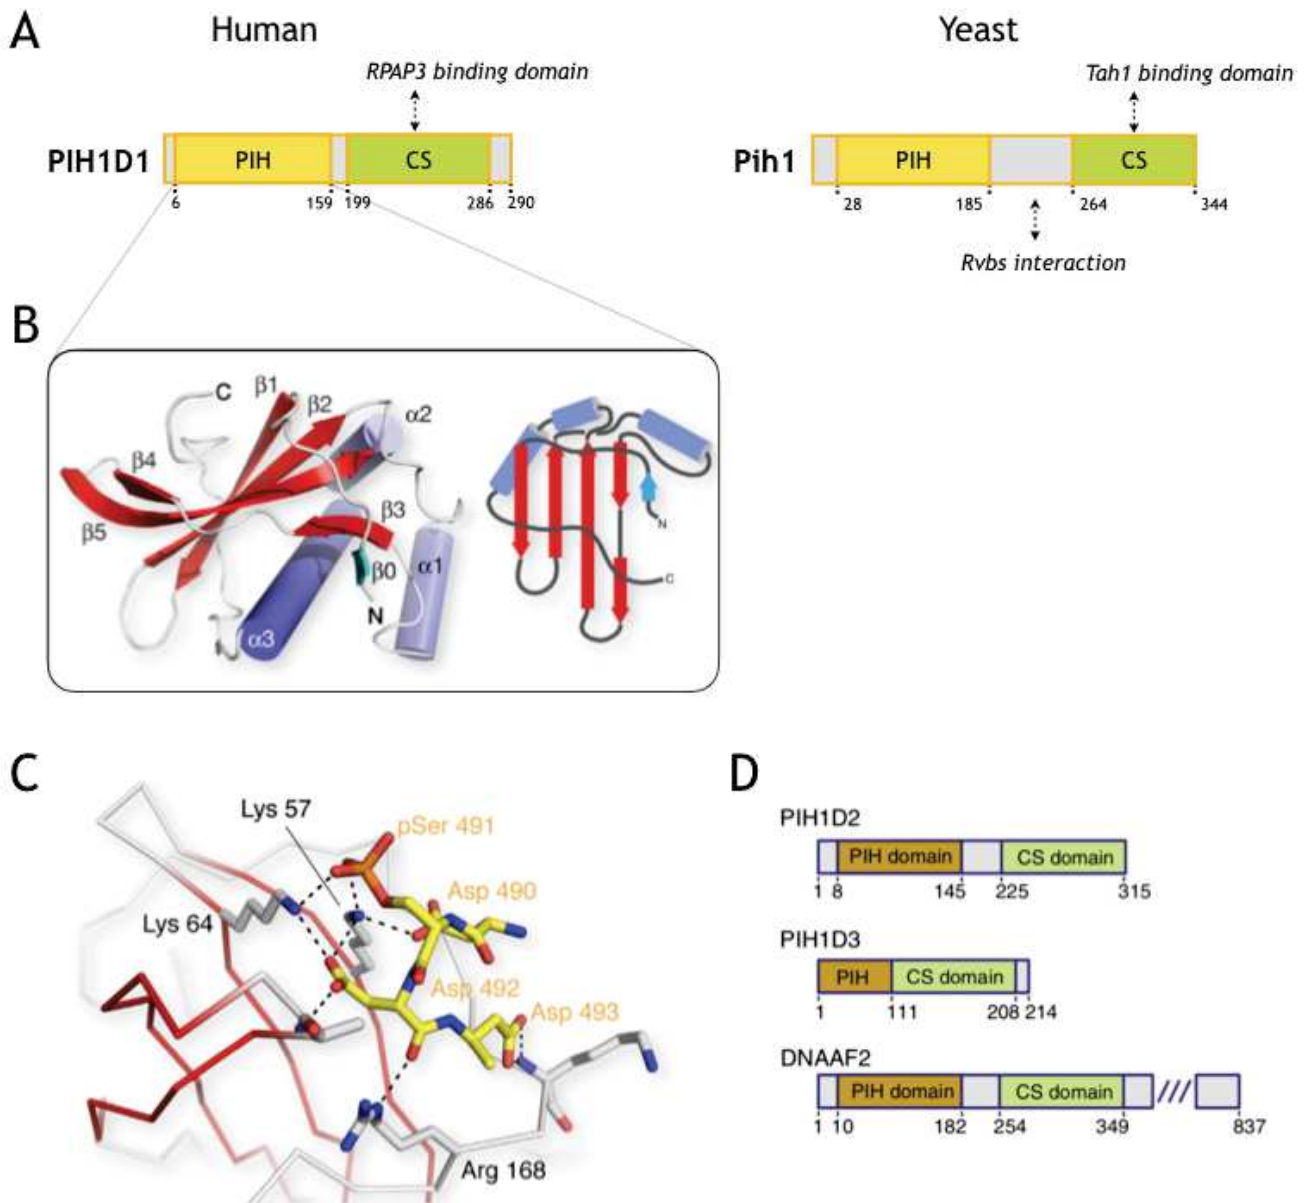 A
Human
Yeast
RPAP3 binding domain
Tah1 binding domain
PIH1D1
PIH
CS
Pih1
PIH
CS
6
159
199
286
290
28
185
264
344
Rvbs interaction
B
C
β1
β2
α2
β4
β3
β5
β0
α1
N
α3
N
C
C
D
Lys 57
pSer 491
Asp 490
Lys 64
Asp 492
Asp 493
Arg 168
PIH1D2
PIH domain
CS domain
1 8
145
225
315
PIH1D3
PIH
CS domain
1
111
208
214
DNAAF2
PIH domain
CS domain
1 10
182
254
349
837